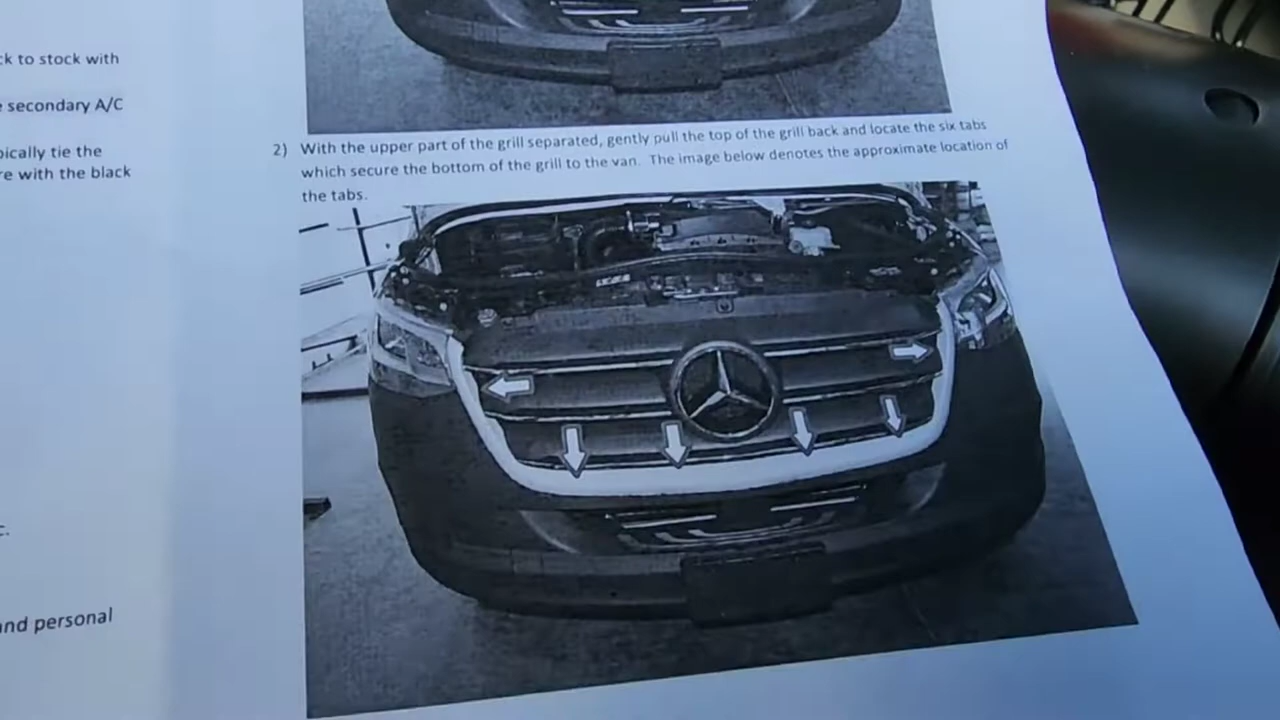 ck to stock with
secondary A/C
pically tie the
re with the black
c.
and personal
2) With the upper part of the grill separated, gently pull the top of the grill back and locate the six tabs
which secure the bottom of the grill to the van. The image below denotes the approximate location of
the tabs.